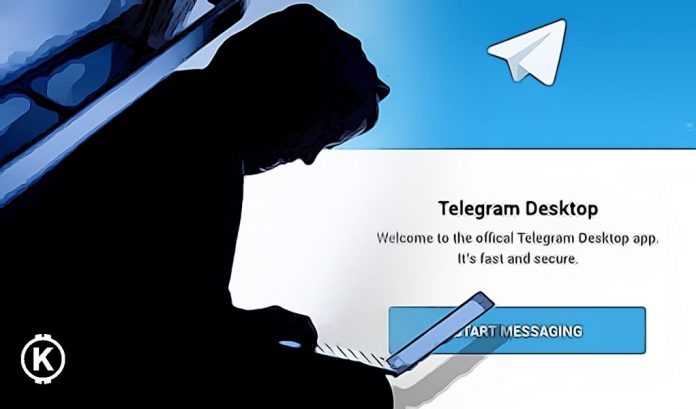 Telegram Desktop
Welcome to the offical Telegram Desktop app.
It's fast and secure.
START MESSAGING
K